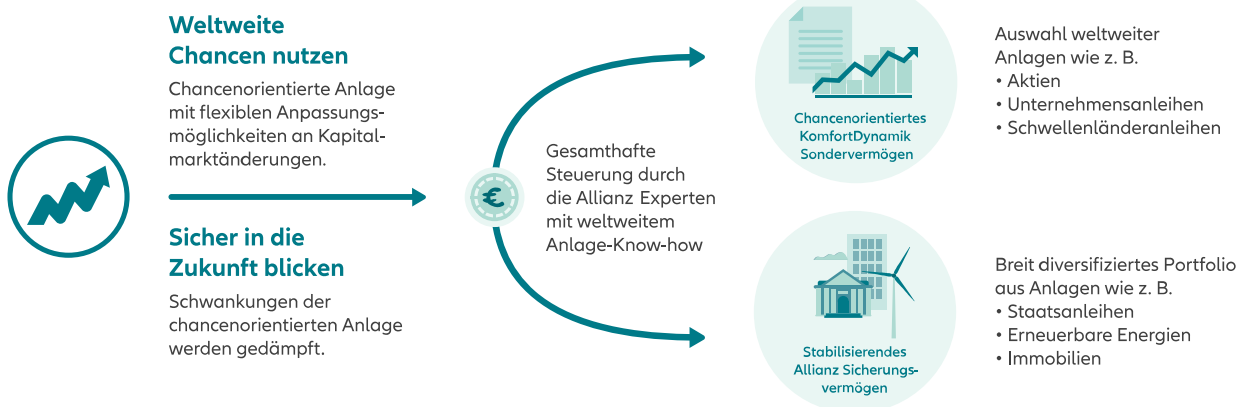 Weltweite
Chancen nutzen
Chancenorientierte Anlage
mit flexiblen Anpassungs-
möglichkeiten an Kapital-
marktänderungen.
Sicher in die
Zukunft blicken
Schwankungen der
chancenorientierten Anlage
werden gedämpft.
€
Gesamthafte
Steuerung durch
die Allianz Experten
mit weltweitem
Anlage-Know-how
Chancenorientiertes
KomfortDynamik
Sondervermögen
Auswahl weltweiter
Anlagen wie z. B.
• Aktien
• Unternehmensanleihen
• Schwellenländeranleihen
Stabilisierendes
Allianz Sicherungs-
vermögen
Breit diversifiziertes Portfolio
aus Anlagen wie z. B.
• Staatsanleihen
• Erneuerbare Energien
• Immobilien